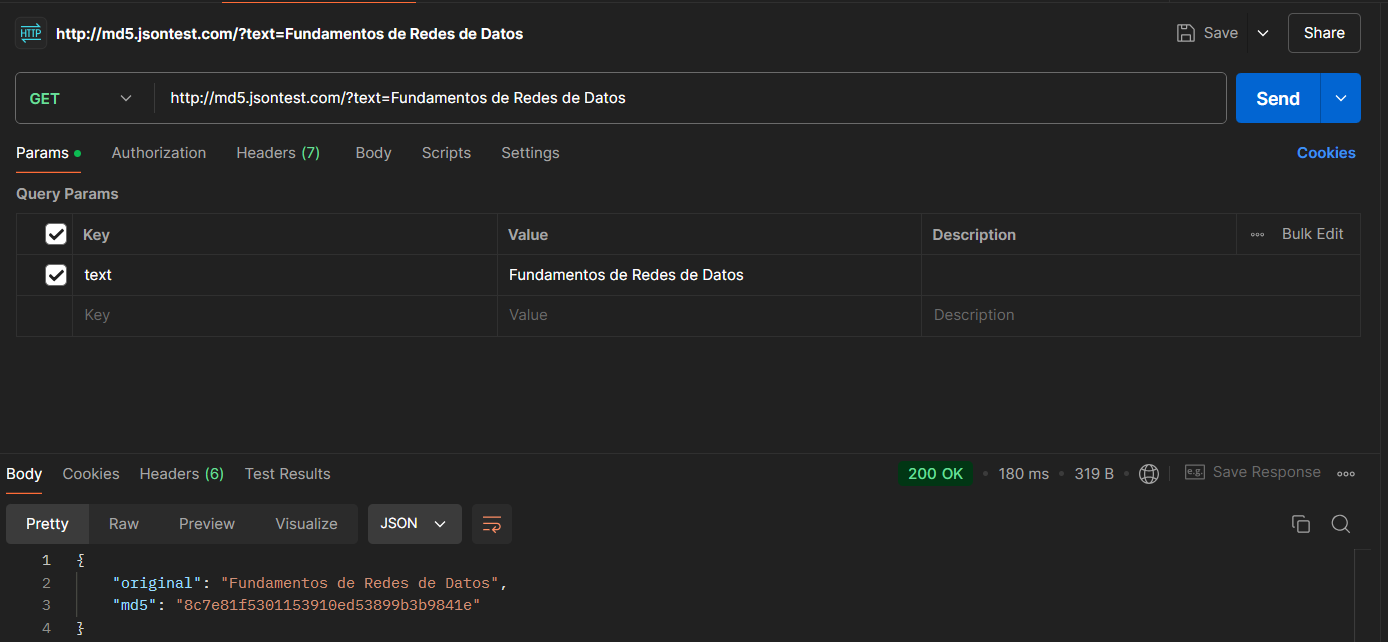 HTTP http://md5.jsontest.com/?text=Fundamentos de Redes de Datos Save Share
GET http://md5.jsontest.com/?text=Fundamentos de Redes de Datos Send
Params Authorization Headers (7) Body Scripts Settings Cookies
Query Params
Key Value Description Bulk Edit
text Fundamentos de Redes de Datos
Key Value Description
Body Cookies Headers (6) Test Results 200 OK • 180 ms • 319 B • e.g. Save Response
Pretty Raw Preview Visualize JSON
1 {
2 "original": "Fundamentos de Redes de Datos",
3 "md5": "8c7e81f5301153910ed53899b3b9841e"
4 }